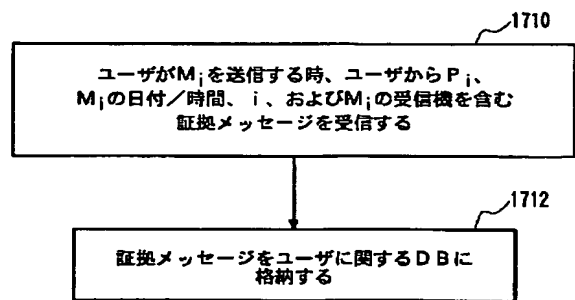 1710
ユーザがMiを送信する時、ユーザからPi、
Miの日付／時間、i、およびMiの受信機を含む
証拠メッセージを受信する
1712
証拠メッセージをユーザに関するDBに
格納する